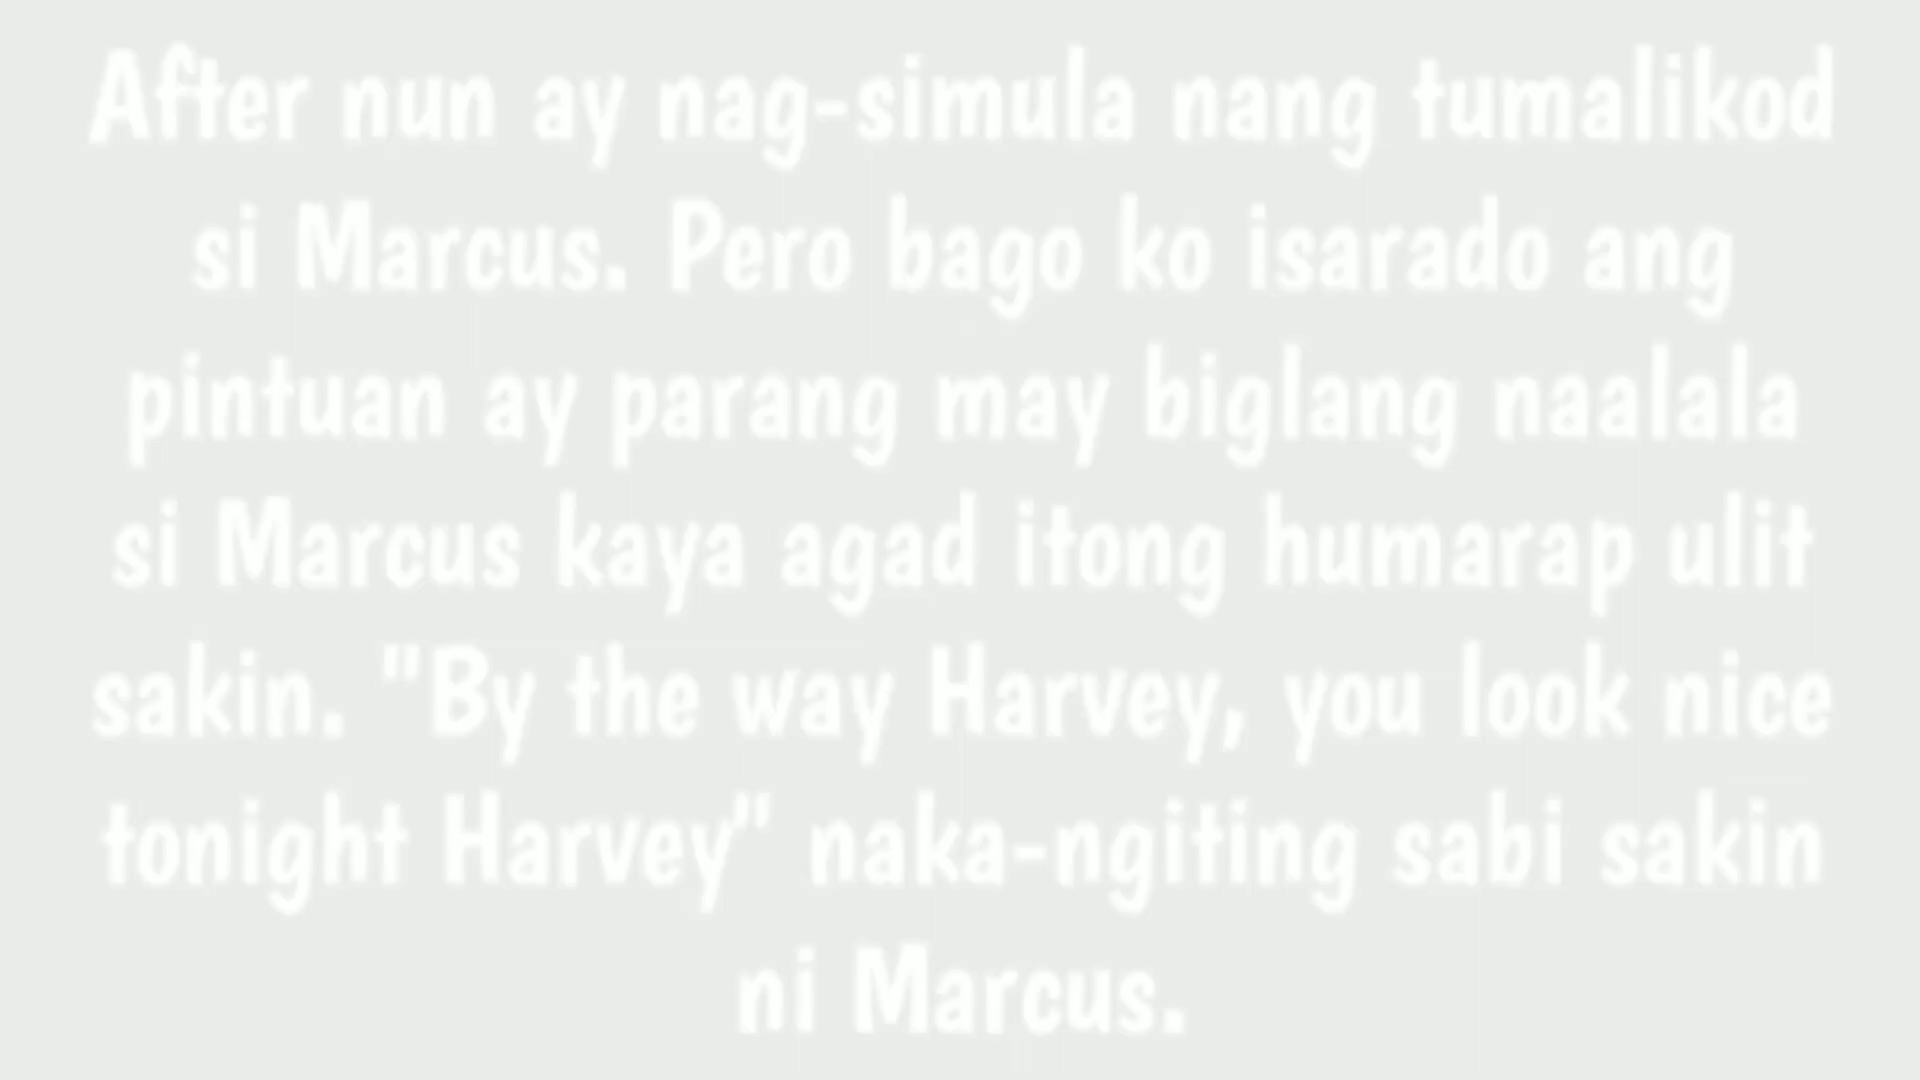 After nun ay nag-simula nang tumalikod
si Marcus. Pero bago ko isarado ang
pintuan ay parang may biglang naalala
si Marcus kaya agad itong humarap ulit
sakin. "By the way Harvey, you look nice
tonight Harvey" naka-ngiting sabi sakin
ni Marcus.